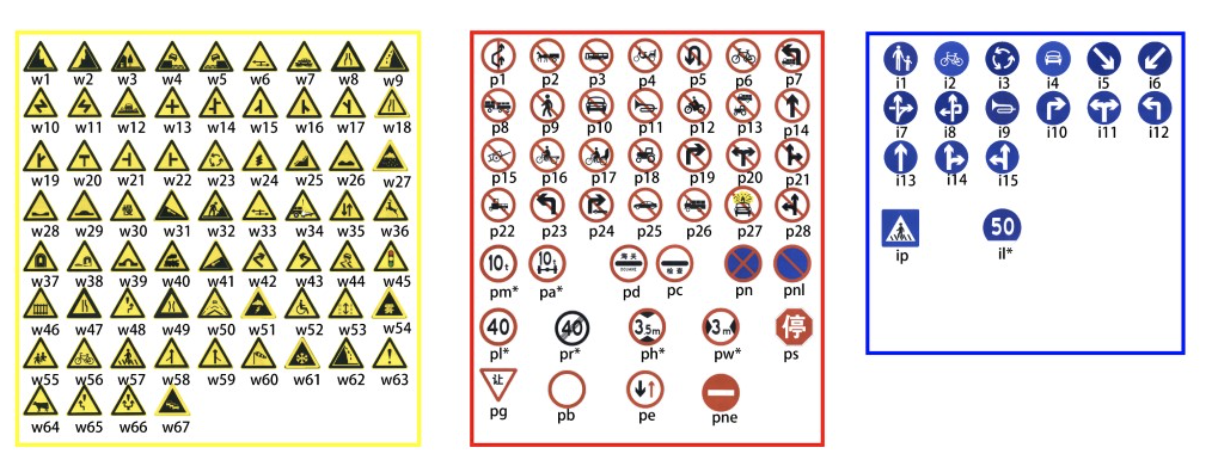 w1 w2 w3 w4 w5 w6 w7 w8 w9
w10 w11 w12 w13 w14 w15 w16 w17 w18
w19 w20 w21 w22 w23 w24 w25 w26 w27
w28 w29 w30 w31 w32 w33 w34 w35 w36
w37 w38 w39 w40 w41 w42 w43 w44 w45
w46 w47 w48 w49 w50 w51 w52 w53 w54
w55 w56 w57 w58 w59 w60 w61 w62 w63
w64 w65 w66 w67
p1 p2 p3 p4 p5 p6 p7
p8 p9 p10 p11 p12 p13 p14
p15 p16 p17 p18 p19 p20 p21
p22 p23 p24 p25 p26 p27 p28
10t 10t 海关 检查
DOUANE
pm* pa* pd pc pn pnl
40 40 3.5m 3m 停
pl* pr* ph* pw* ps
让
pg pb pe pne
i1 i2 i3 i4 i5 i6
i7 i8 i9 i10 i11 i12
i13 i14 i15
50
ip il*